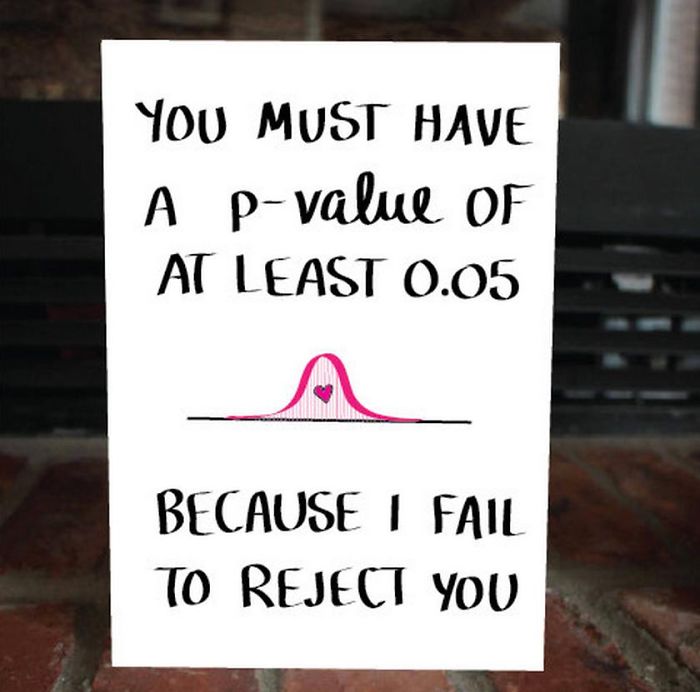 YOU MUST HAVE
A p-value OF
AT LEAST 0.05
BECAUSE I FAIL
TO REJECT YOU